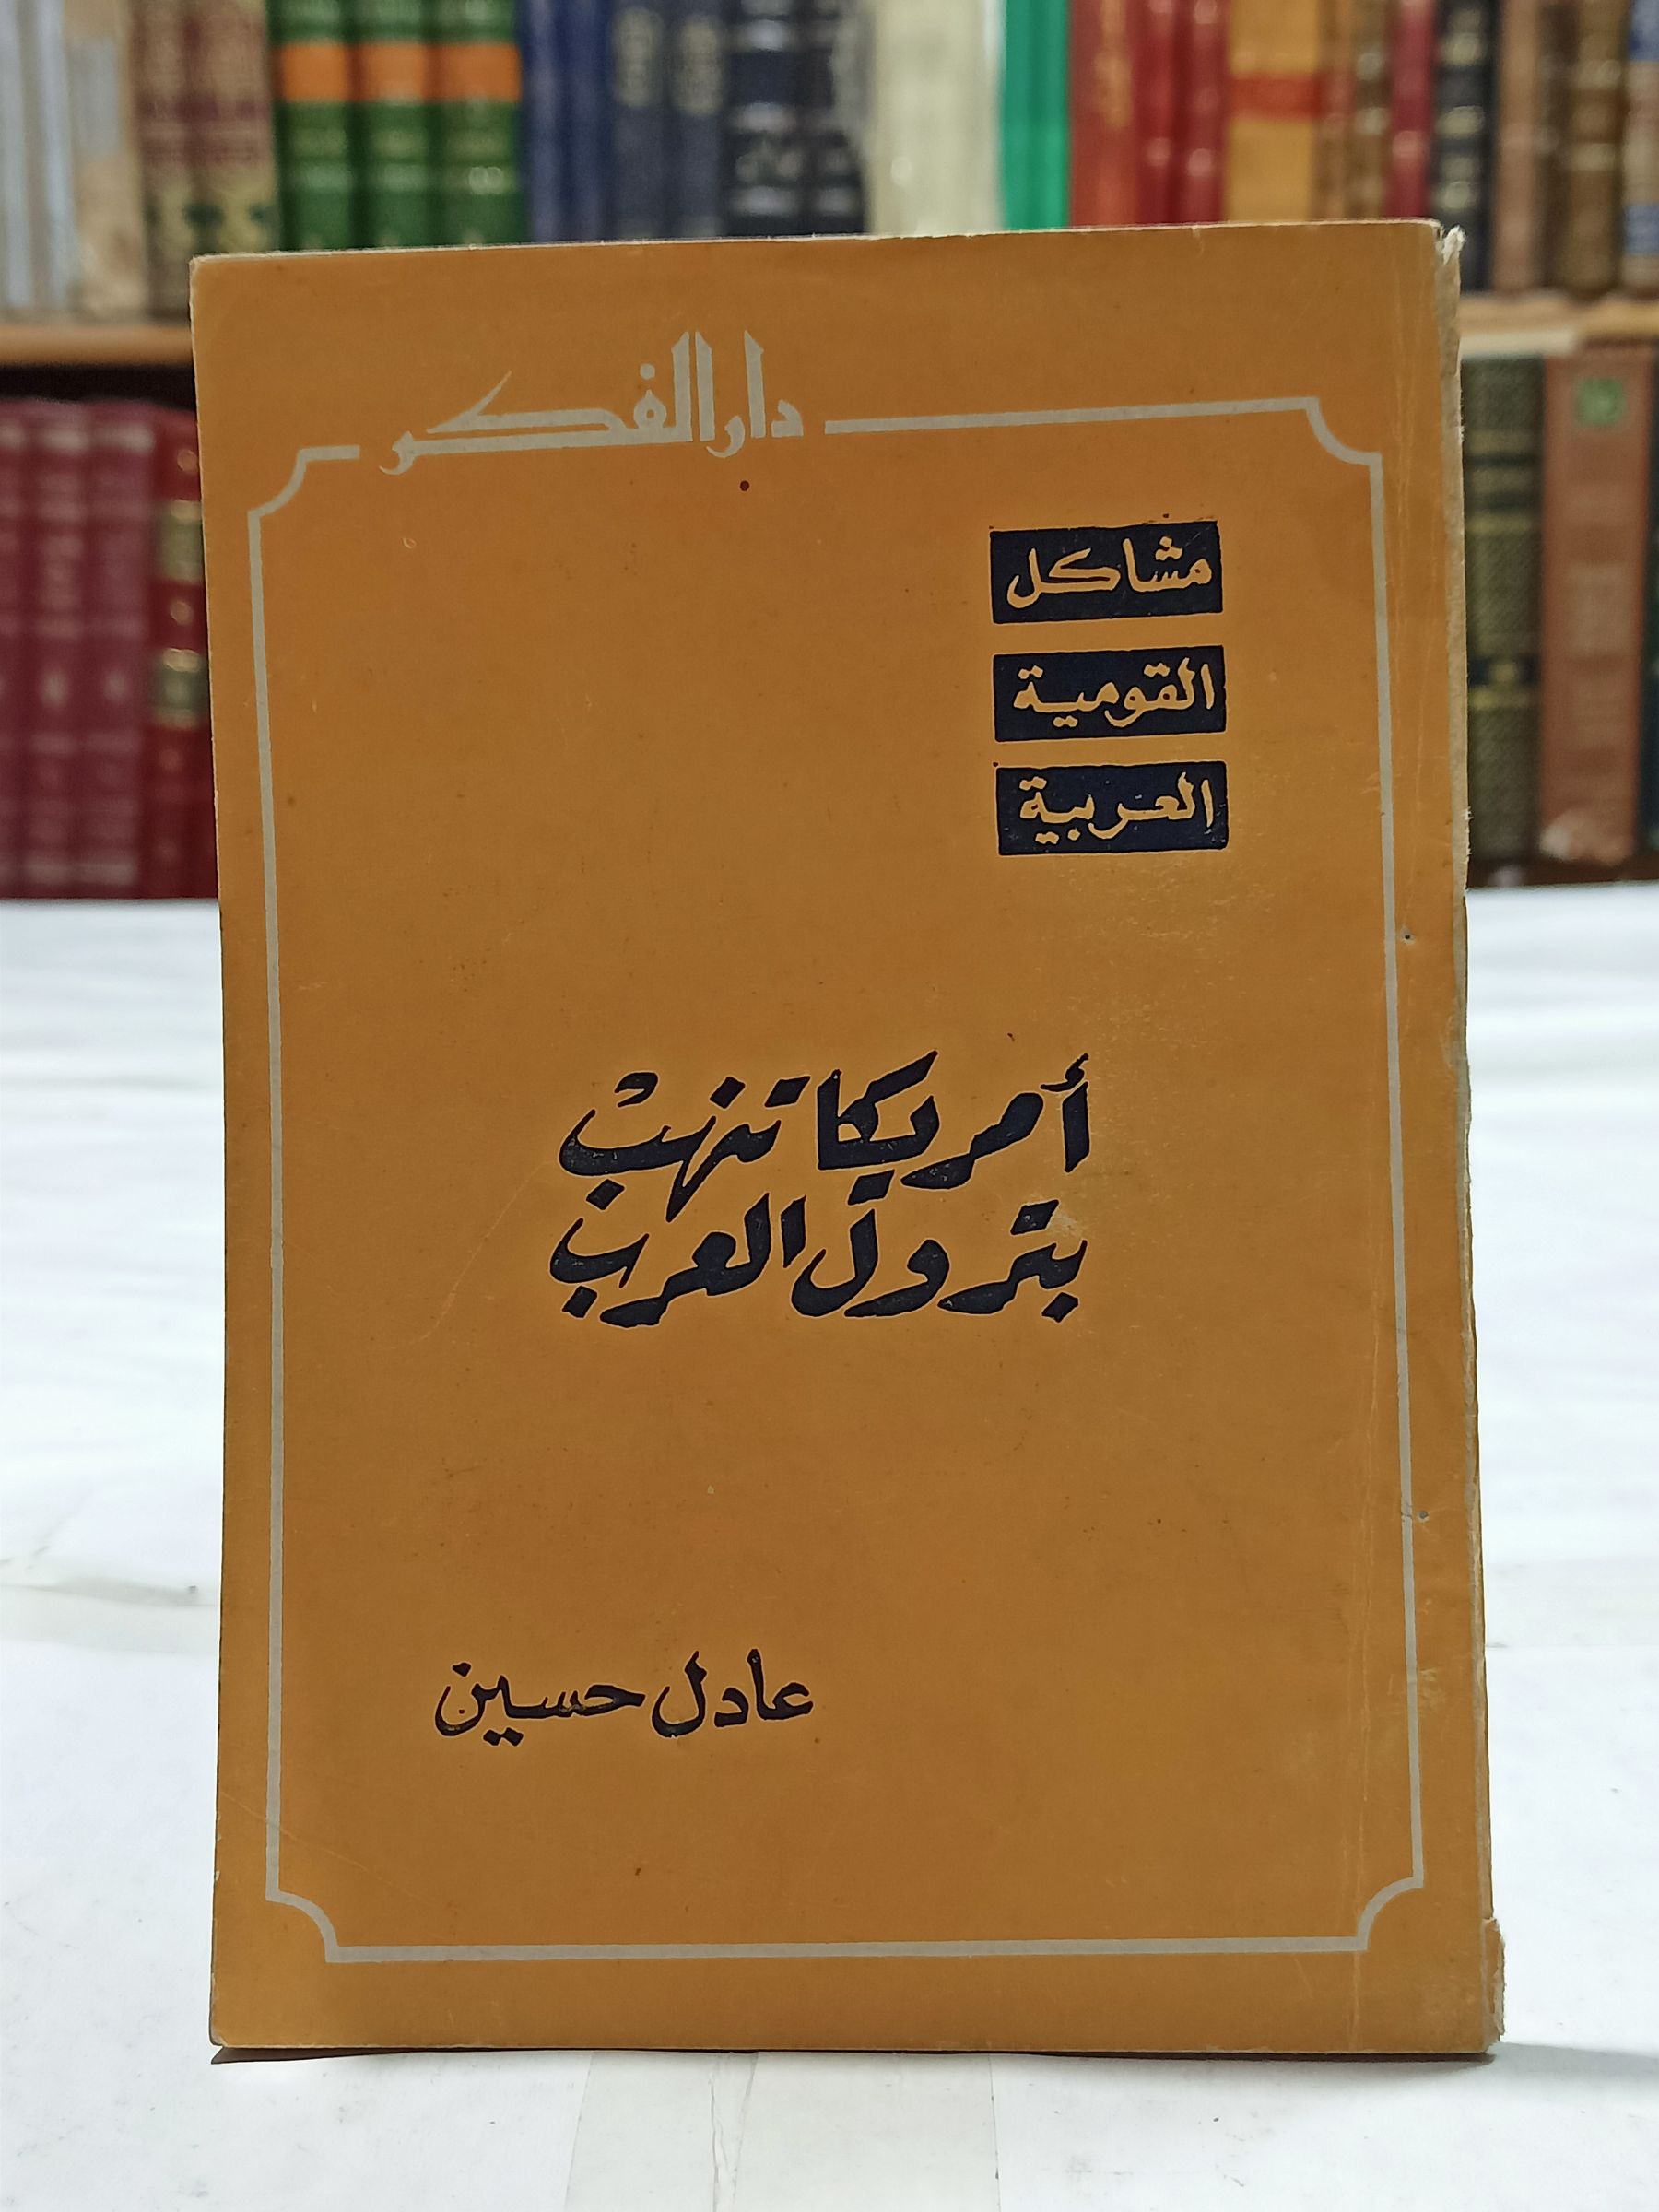 دار الفكر
مشاكل
القومية
العربية
أمريكا تنهب
بترول العرب
عادل حسين